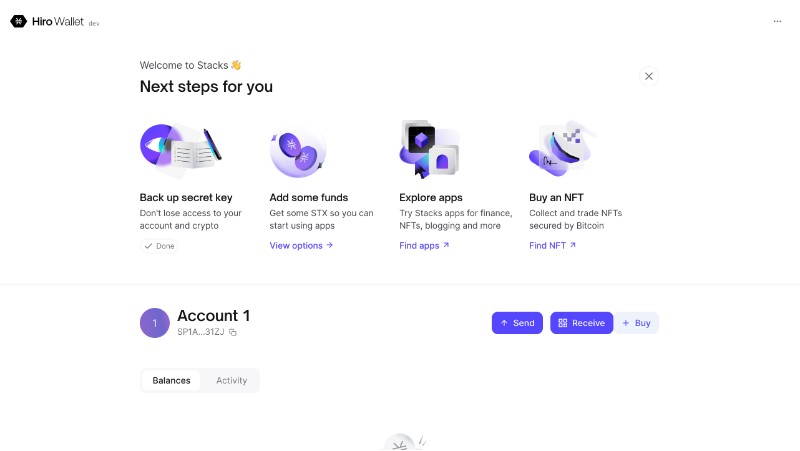 Hiro Wallet dev
Welcome to Stacks 👋
Next steps for you
Back up secret key
Don't lose access to your
account and crypto
Done
Add some funds
Get some STX so you can
start using apps
View options →
Explore apps
Try Stacks apps for finance,
NFTs, blogging and more
Find apps ↗
Buy an NFT
Collect and trade NFTs
secured by Bitcoin
Find NFT ↗
1
Account 1
SP1A...31ZJ
Send
Receive
+ Buy
Balances
Activity